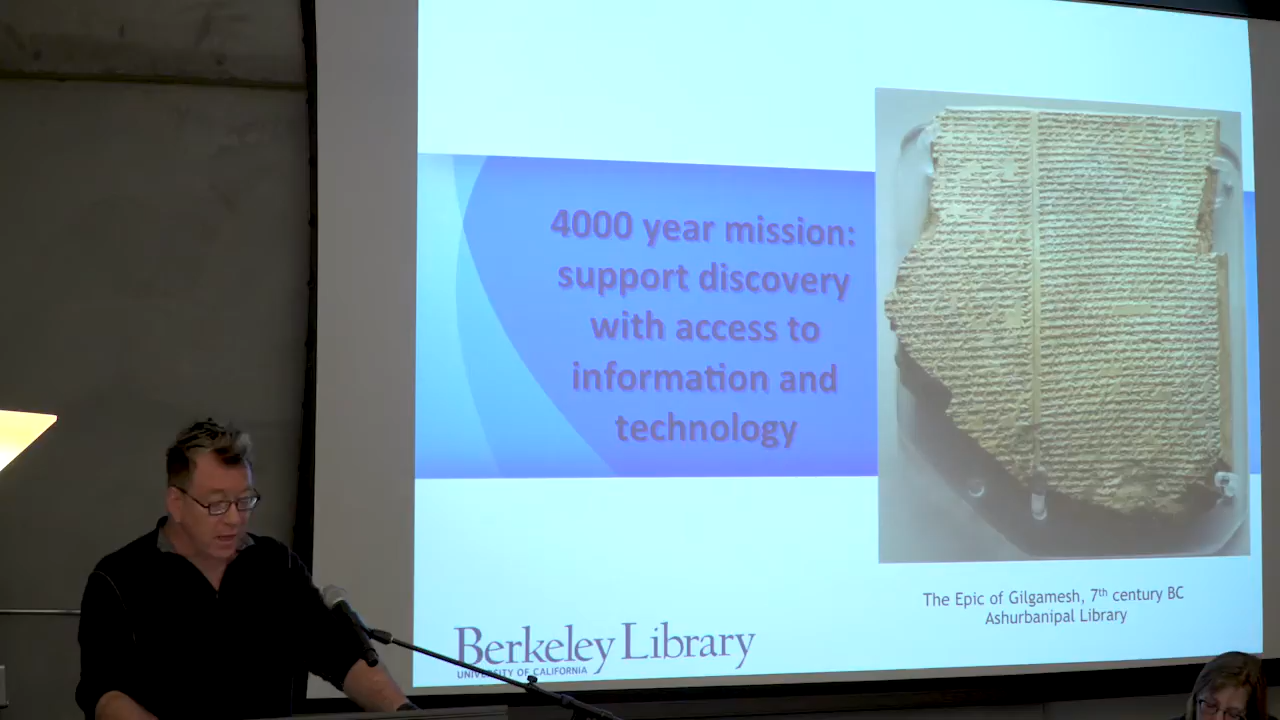 4000 year mission:
support discovery
with access to
information and
technology
The Epic of Gilgamesh, 7th century BC
Ashurbanipal Library
Berkeley Library
UNIVERSITY OF CALIFORNIA